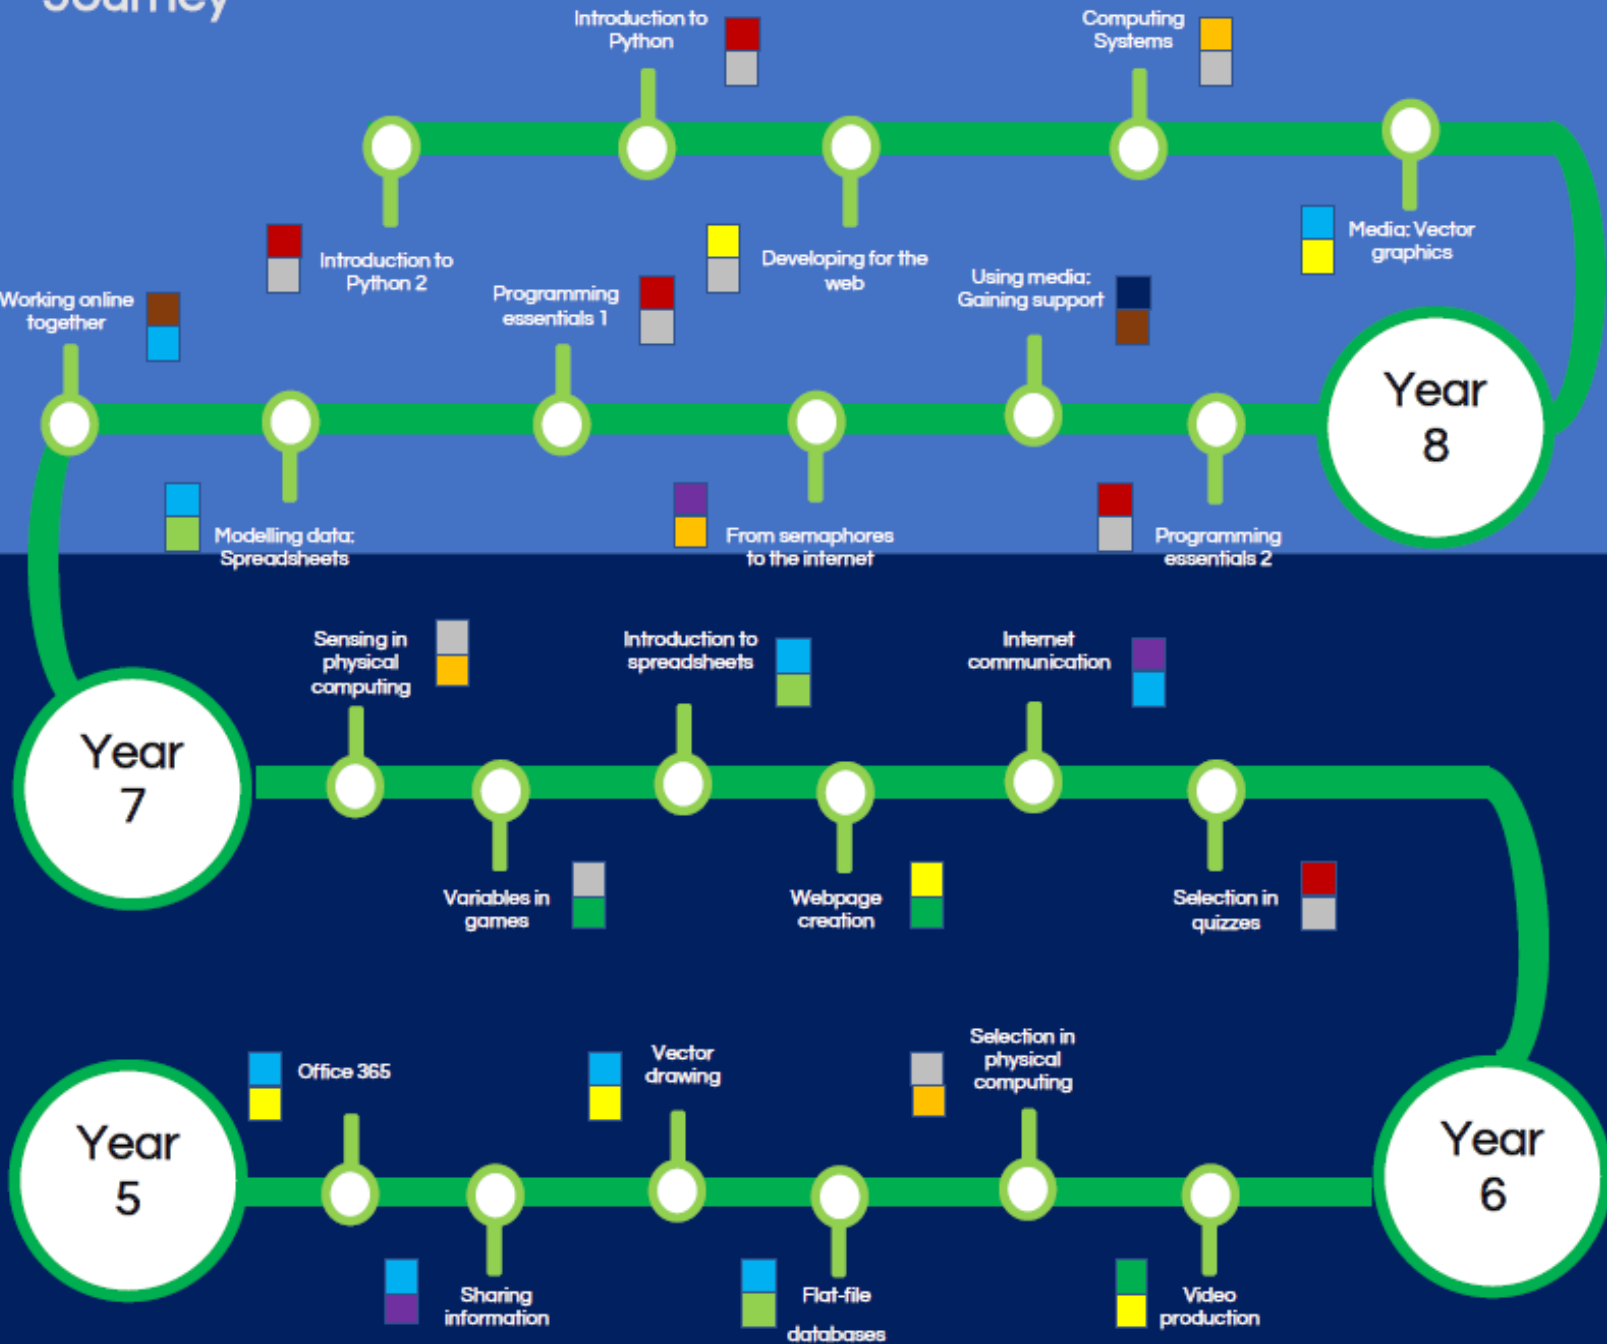 Journey
Introduction to
Python
Computing
Systems
Introduction to
Python 2
Developing for the
web
Media: Vector
graphics
Working online
together
Programming
essentials 1
Using media:
Gaining support
Year
8
Modelling data:
Spreadsheets
From semaphores
to the internet
Programming
essentials 2
Sensing in
physical
computing
Introduction to
spreadsheets
Internet
communication
Year
7
Variables in
games
Webpage
creation
Selection in
quizzes
Office 365
Vector
drawing
Selection in
physical
computing
Year
5
Year
6
Sharing
information
Flat-file
databases
Video
production